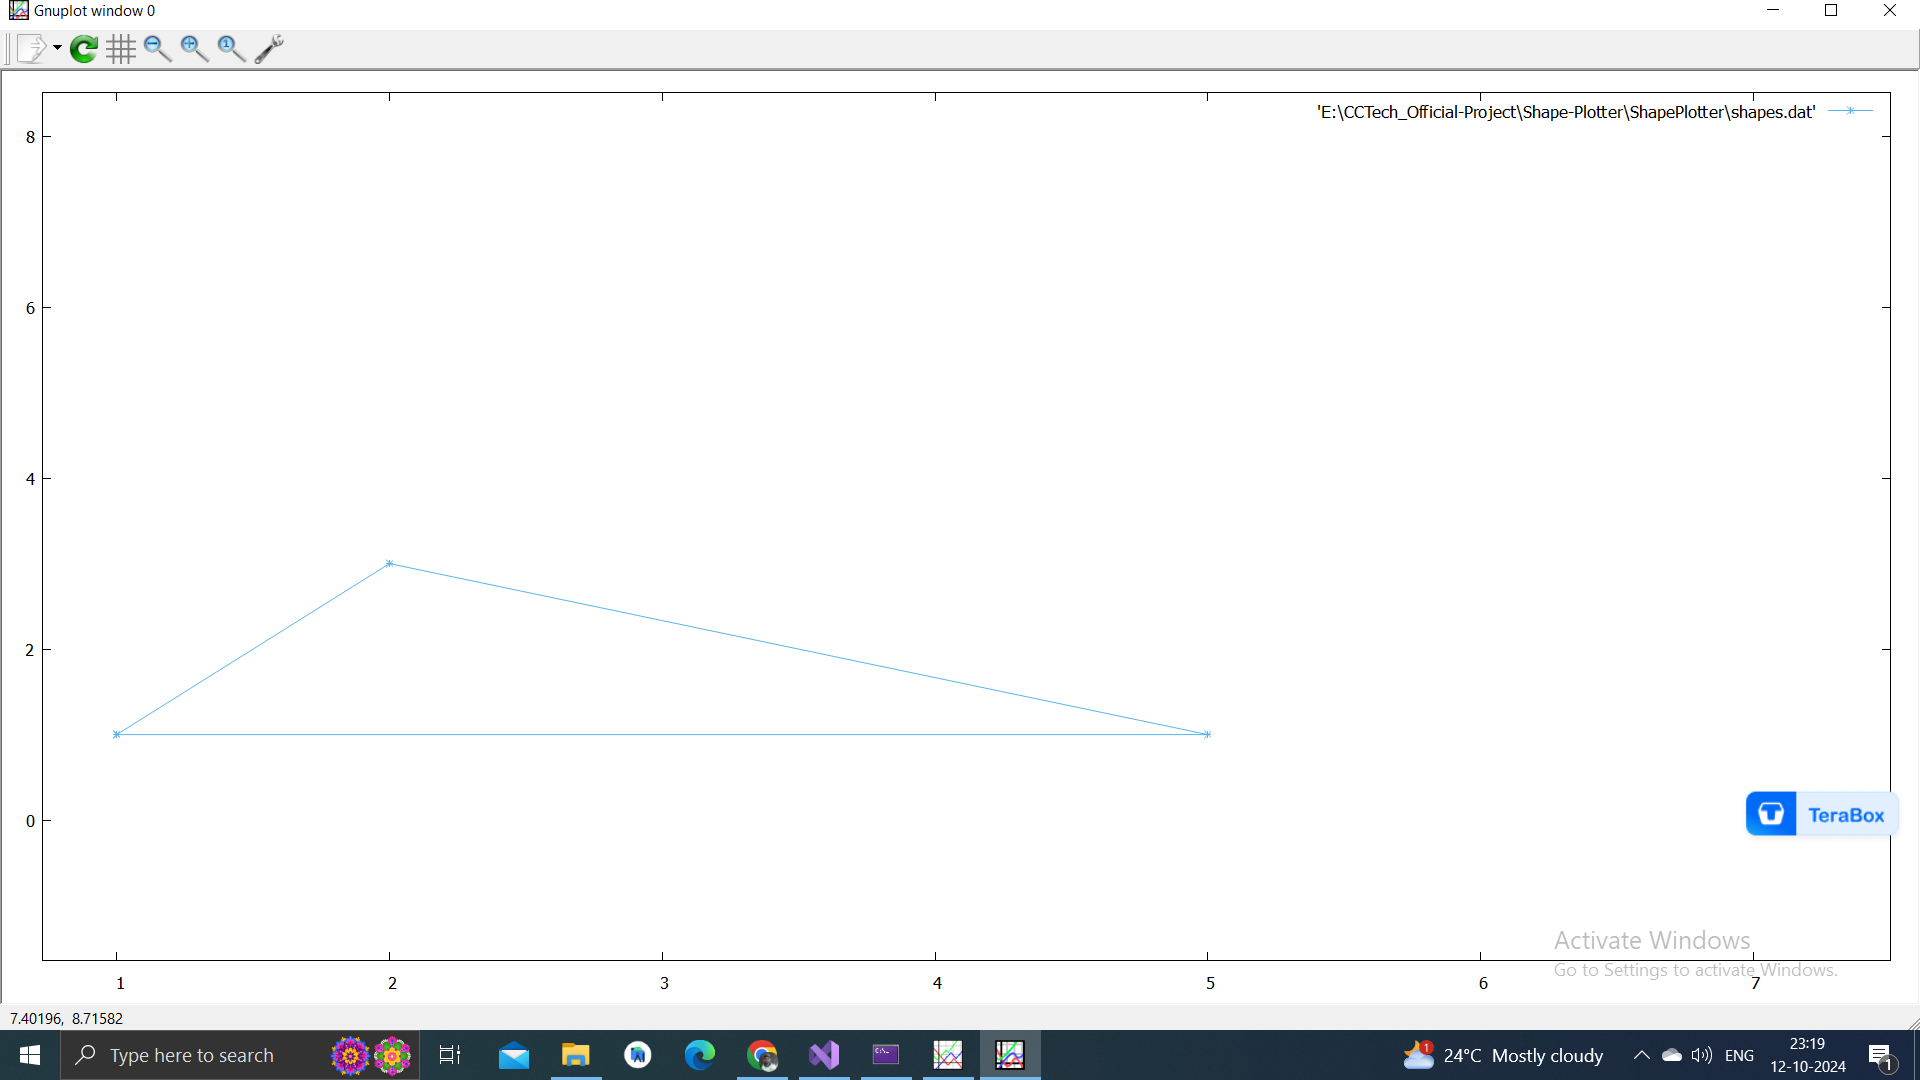 Gnuplot window 0
'E:\CCTech_Official-Project\Shape-Plotter\ShapePlotter\shapes.dat'
8
6
4
2
0
1 2 3 4 5 6 7
TeraBox
Activate Windows
Go to Settings to activate Windows.
7.40196, 8.71582
Type here to search
1
24°C Mostly cloudy
ENG
23:19
12-10-2024
1